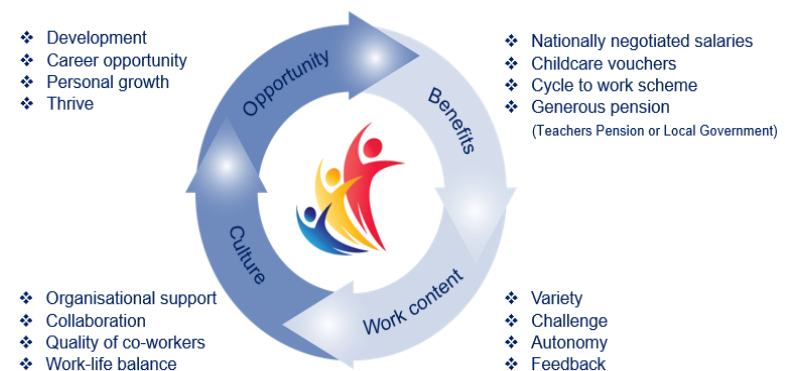 ❖ Development
❖ Career opportunity
❖ Personal growth
❖ Thrive
Opportunity
Benefits
❖ Nationally negotiated salaries
❖ Childcare vouchers
❖ Cycle to work scheme
❖ Generous pension
(Teachers Pension or Local Government)
Culture
Work content
❖ Organisational support
❖ Collaboration
❖ Quality of co-workers
❖ Work-life balance
❖ Variety
❖ Challenge
❖ Autonomy
❖ Feedback